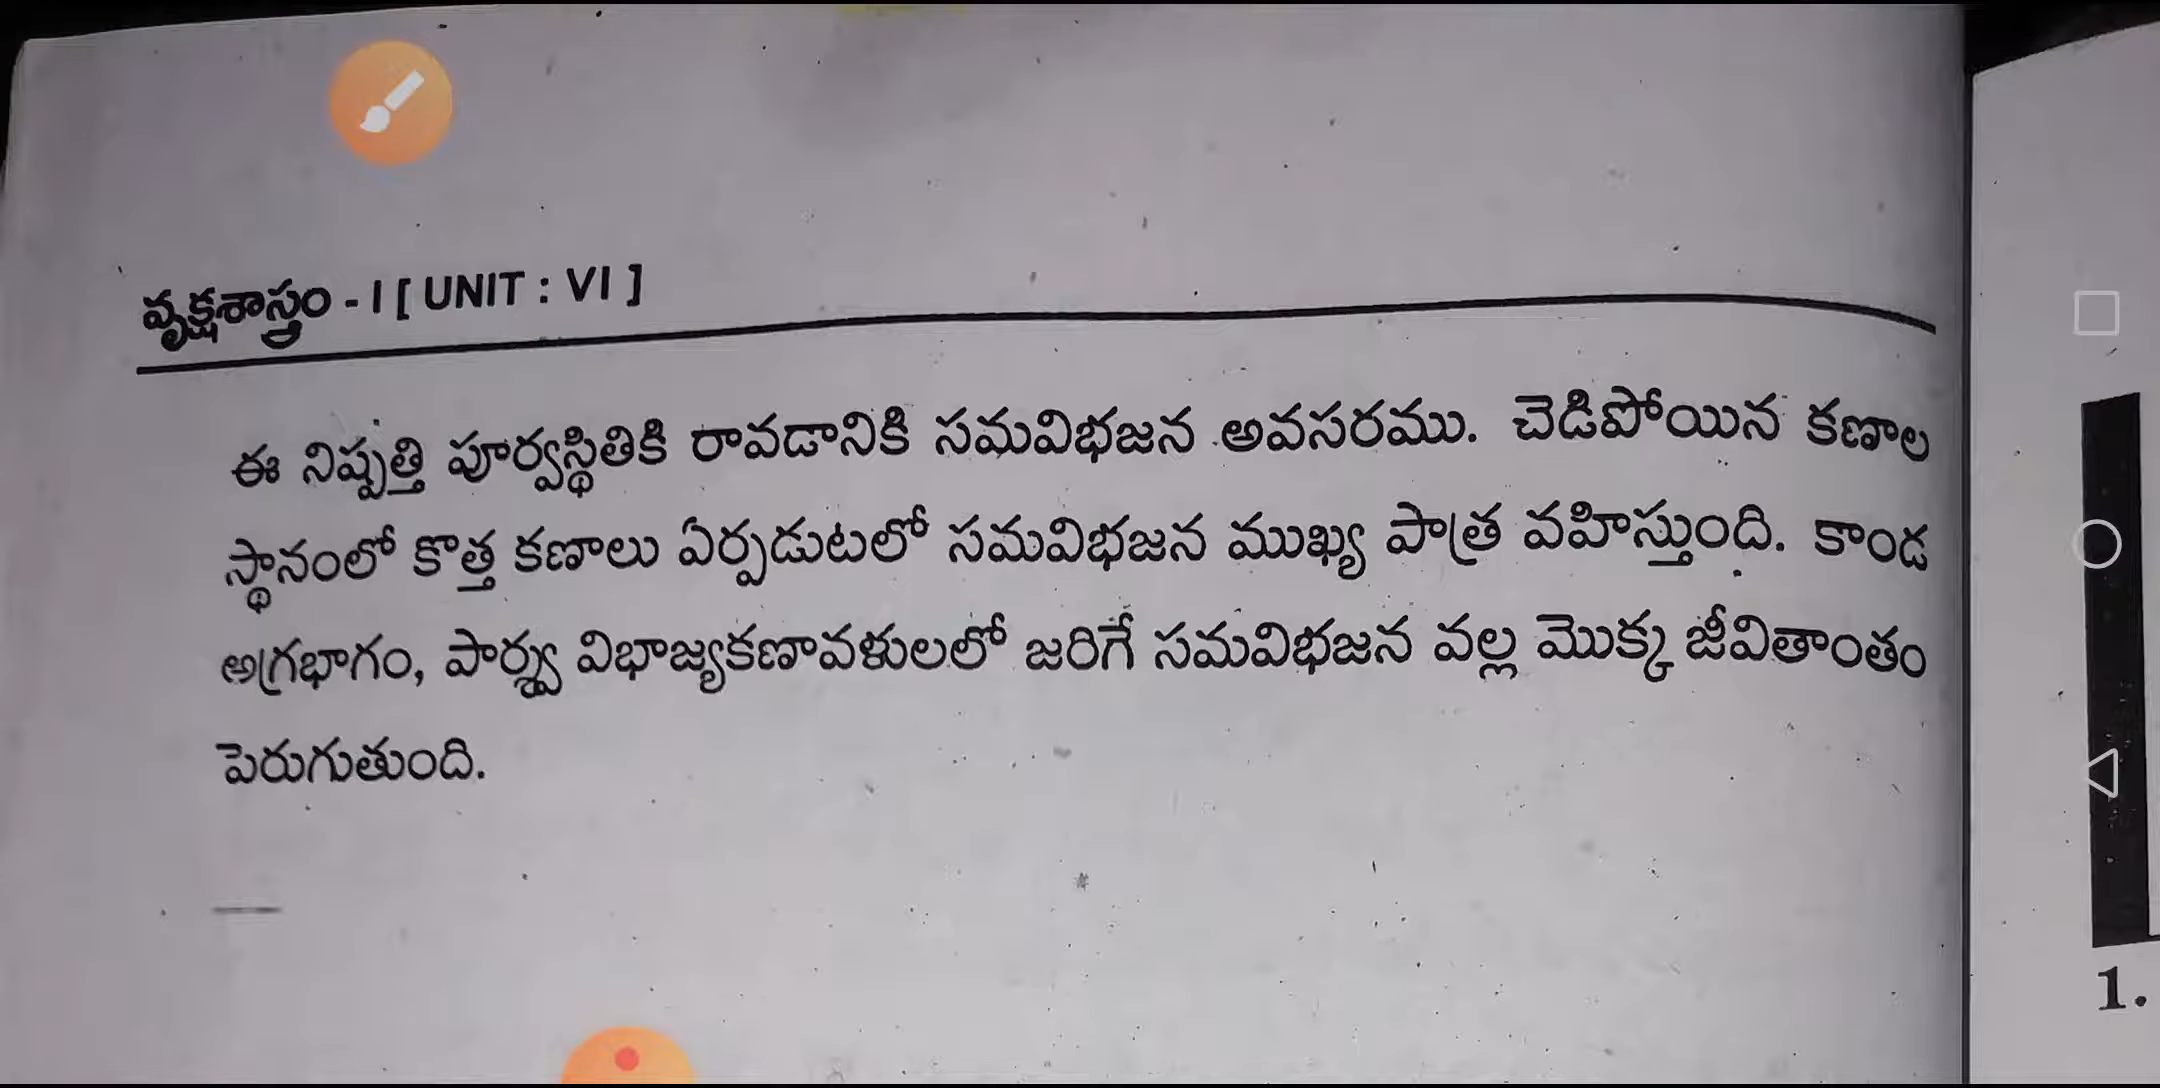 వృక్షశాస్త్రం - I [ UNIT : VI ]
ఈ నిష్పత్తి పూర్వస్థితికి రావడానికి సమవిభజన అవసరము. చెడిపోయిన కణాల
స్థానంలో కొత్త కణాలు ఏర్పడుటలో సమవిభజన ముఖ్య పాత్ర వహిస్తుంది. కాండ
అగ్రభాగం, పార్శ్వ విభాజ్యకణావళులలో జరిగే సమవిభజన వల్ల మొక్క జీవితాంతం
పెరుగుతుంది.
1.